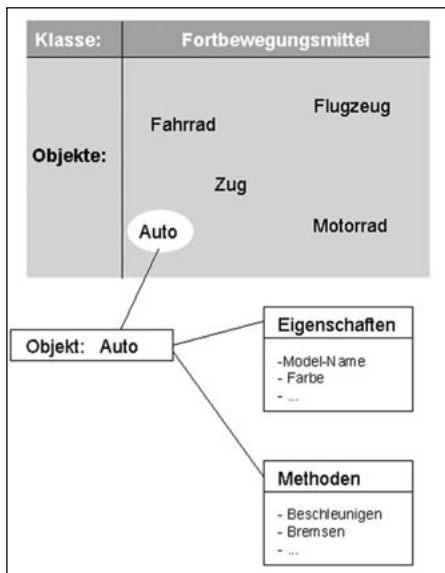 Klasse: Fortbewegungsmittel
Objekte:
Flugzeug
Fahrrad
Zug
Auto
Motorrad
Objekt: Auto
Eigenschaften
-Model-Name
- Farbe
- ...
Methoden
- Beschleunigen
- Bremsen
- ...